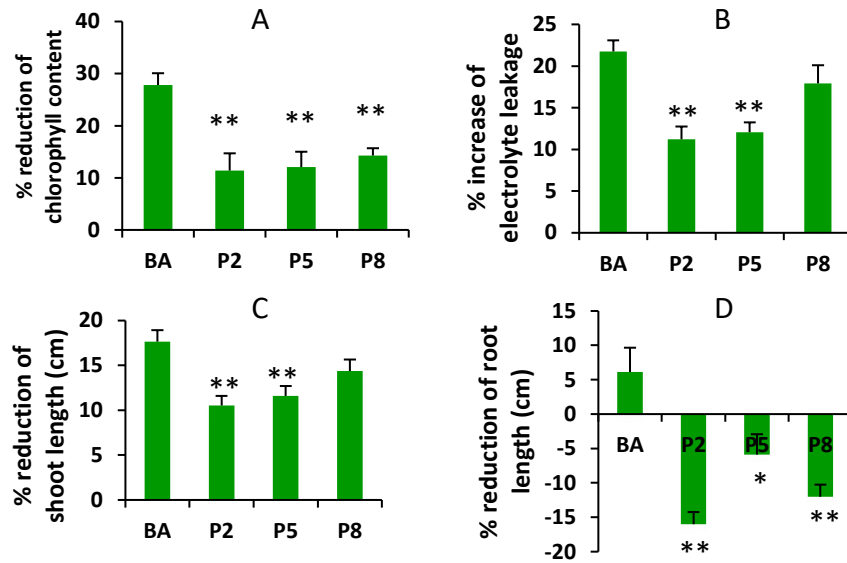 A
% reduction of
chlorophyll content
40
30
20
10
0
**
**
**
BA P2 P5 P8
B
% increase of
electrolyte leakage
25
20
15
10
5
0
**
**
BA P2 P5 P8
C
% reduction of
shoot length (cm)
20
15
10
5
0
**
**
BA P2 P5 P8
D
% reduction of root
length (cm)
15
10
5
0
-5
-10
-15
-20
BA P2 P5 P8
**
*
**